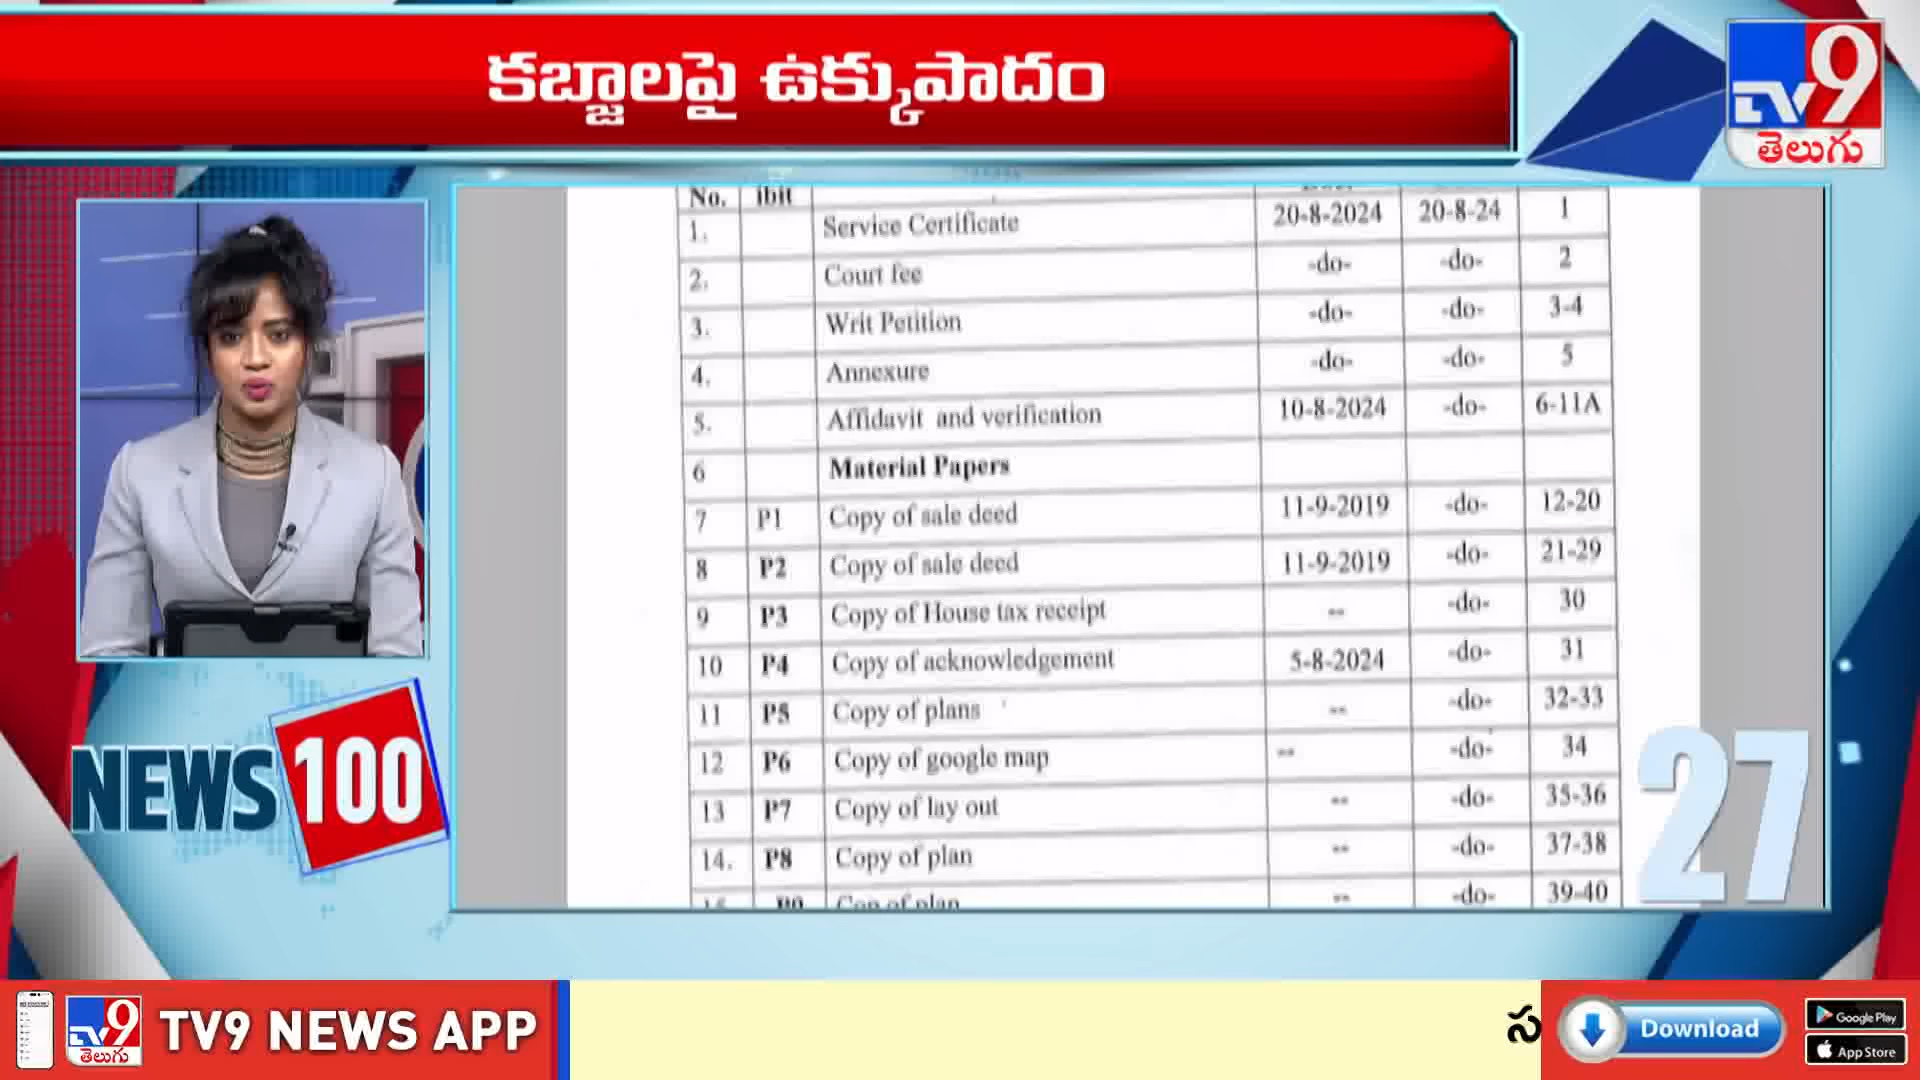 కబ్జాలపై ఉక్కుపాదం
TV9
తెలుగు
No. ibit
1. Service Certificate 20-8-2024 20-8-24 1
2. Court fee -do- -do- 2
3. Writ Petition -do- -do- 3-4
4. Annexure -do- -do- 5
5. Affidavit and verification 10-8-2024 -do- 6-11A
6 Material Papers
7 P1 Copy of sale deed 11-9-2019 -do- 12-20
8 P2 Copy of sale deed 11-9-2019 -do- 21-29
9 P3 Copy of House tax receipt -- -do- 30
10 P4 Copy of acknowledgement 5-8-2024 -do- 31
11 P5 Copy of plans -- -do- 32-33
12 P6 Copy of google map -- -do- 34
13 P7 Copy of lay out -- -do- 35-36
14. P8 Copy of plan -- -do- 37-38
-- -do- 39-40
NEWS 100
27
TV9
తెలుగు
TV9 NEWS APP
స
Download
Google Play
App Store